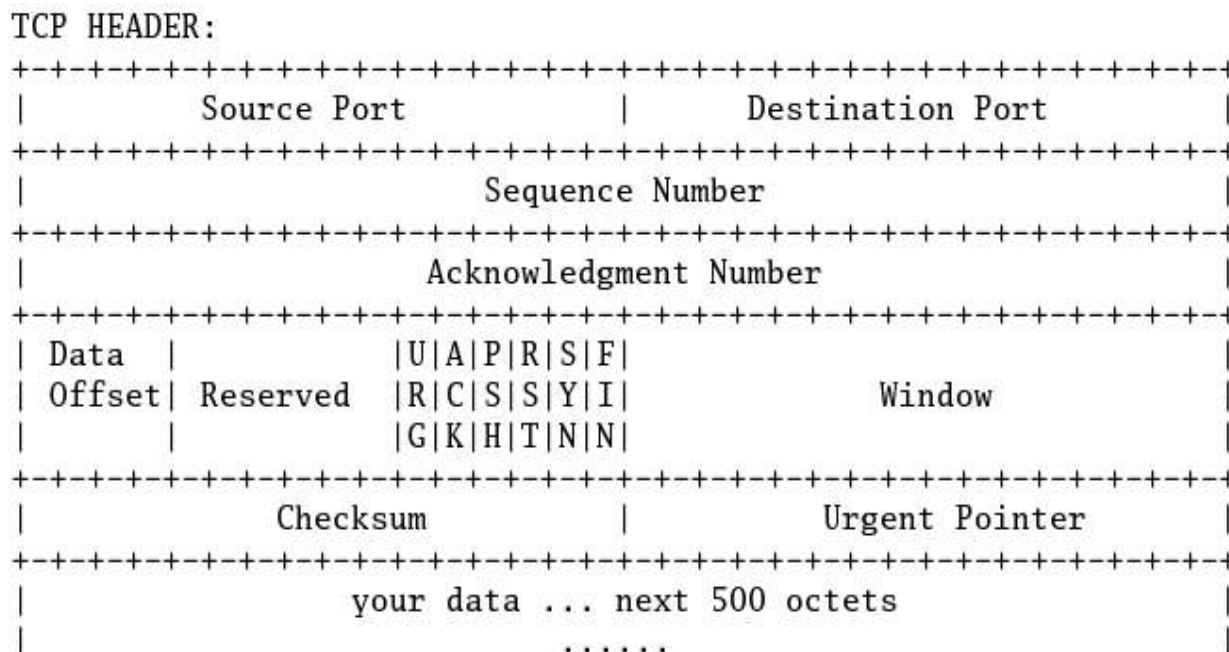 TCP HEADER:
+-+-+-+-+-+-+-+-+-+-+-+-+-+-+-+-+-+-+-+-+-+-+-+-+-+-+-+-+-+-+-+-+
|          Source Port          |       Destination Port        |
+-+-+-+-+-+-+-+-+-+-+-+-+-+-+-+-+-+-+-+-+-+-+-+-+-+-+-+-+-+-+-+-+
|                        Sequence Number                        |
+-+-+-+-+-+-+-+-+-+-+-+-+-+-+-+-+-+-+-+-+-+-+-+-+-+-+-+-+-+-+-+-+
|                     Acknowledgment Number                     |
+-+-+-+-+-+-+-+-+-+-+-+-+-+-+-+-+-+-+-+-+-+-+-+-+-+-+-+-+-+-+-+-+
| Data  |           |U|A|P|R|S|F|                               |
| Offset| Reserved  |R|C|S|S|Y|I|             Window            |
|       |           |G|K|H|T|N|N|                               |
+-+-+-+-+-+-+-+-+-+-+-+-+-+-+-+-+-+-+-+-+-+-+-+-+-+-+-+-+-+-+-+-+
|             Checksum          |          Urgent Pointer       |
+-+-+-+-+-+-+-+-+-+-+-+-+-+-+-+-+-+-+-+-+-+-+-+-+-+-+-+-+-+-+-+-+
|                 your data ... next 500 octets                 |
|                            ......                             |